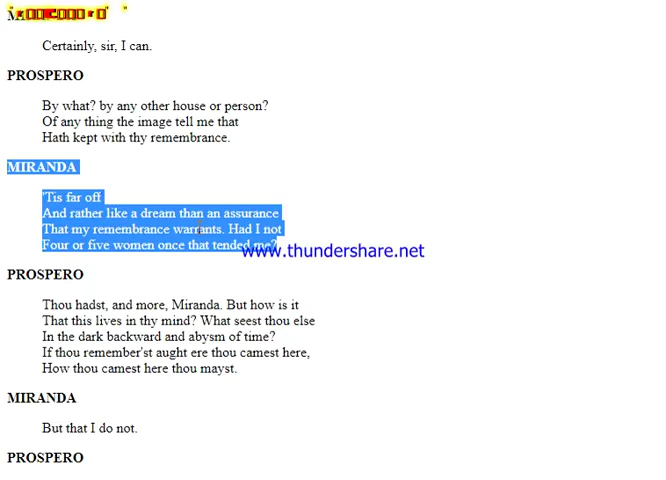 Certainly, sir, I can.
PROSPERO
By what? by any other house or person?
Of any thing the image tell me that
Hath kept with thy remembrance.
MIRANDA
'Tis far off
And rather like a dream than an assurance
That my remembrance warrants. Had I not
Four or five women once that tended me?
www.thundershare.net
PROSPERO
Thou hadst, and more, Miranda. But how is it
That this lives in thy mind? What seest thou else
In the dark backward and abysm of time?
If thou remember'st aught ere thou camest here,
How thou camest here thou mayst.
MIRANDA
But that I do not.
PROSPERO